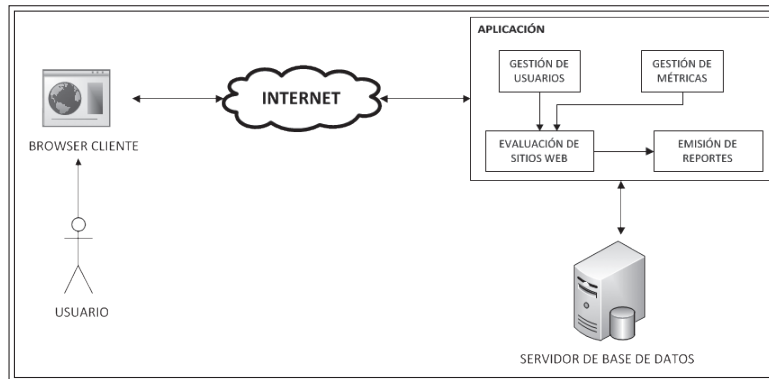 APLICACIÓN
GESTIÓN DE
USUARIOS
GESTIÓN DE
MÉTRICAS
INTERNET
BROWSER CLIENTE
EVALUACIÓN DE
SITIOS WEB
EMISIÓN DE
REPORTES
USUARIO
SERVIDOR DE BASE DE DATOS